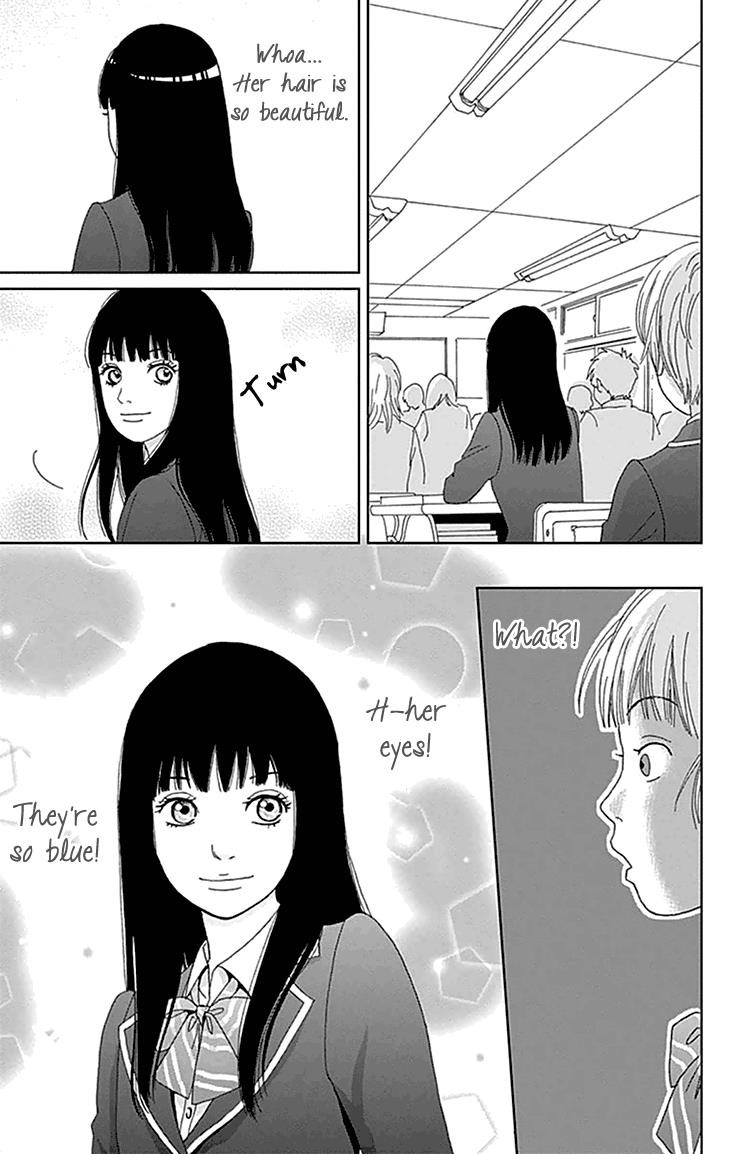 Whoa...
Her hair is
so beautiful.
Turn
What?!
H-her
eyes!
They're
so blue!